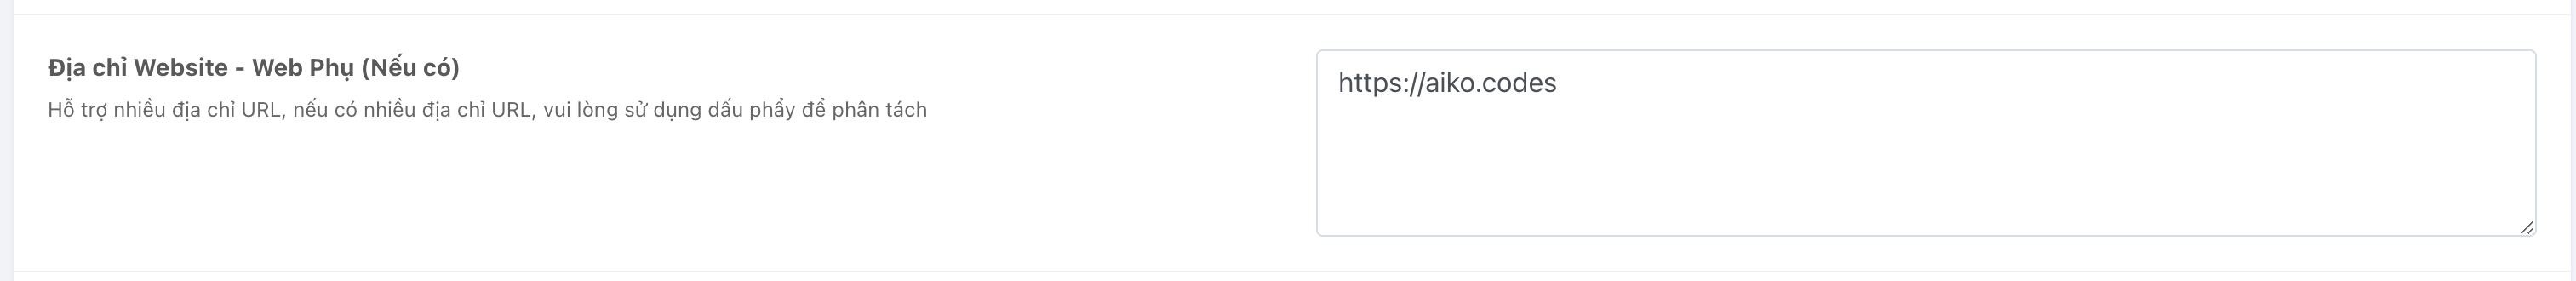 Địa chỉ Website - Web Phụ (Nếu có)
Hỗ trợ nhiều địa chỉ URL, nếu có nhiều địa chỉ URL, vui lòng sử dụng dấu phẩy để phân tách
https://aiko.codes